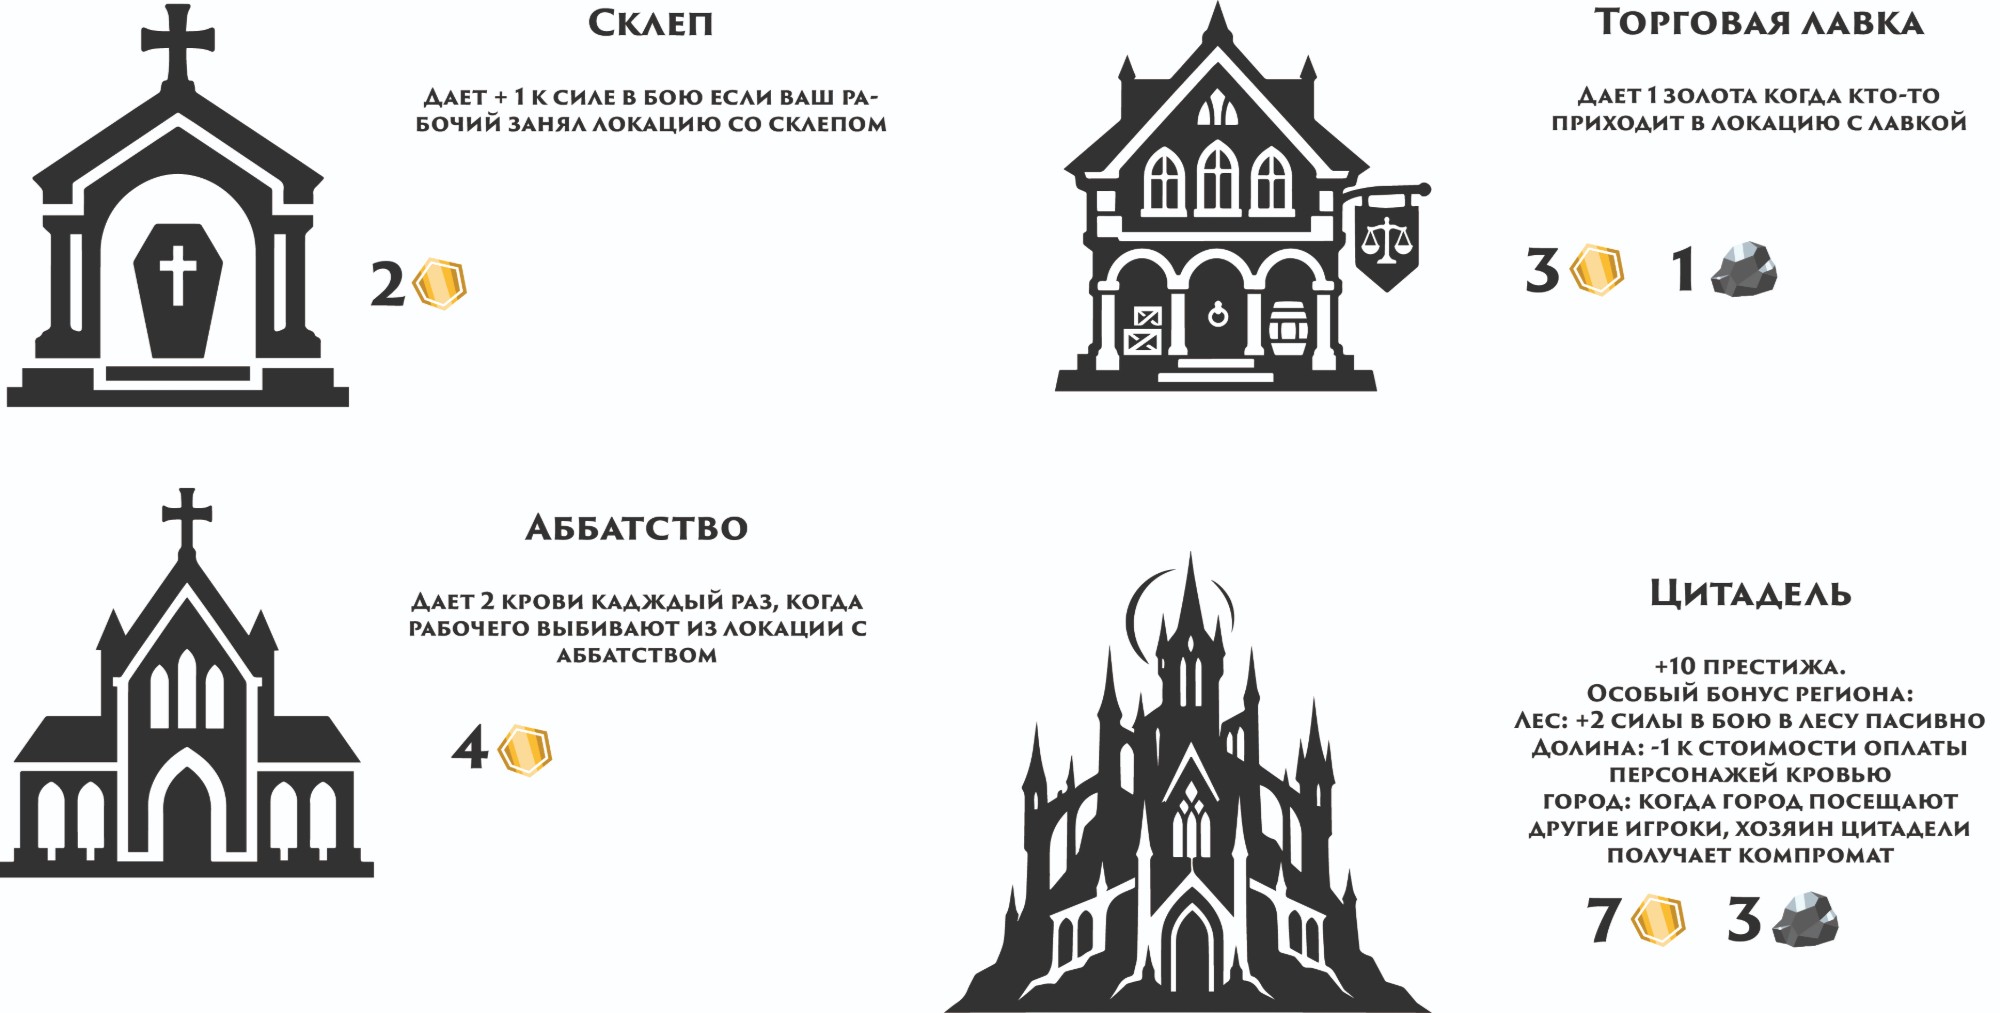 Склеп
Дает + 1 к силе в бою если ваш ра-
бочий занял локацию со склепом
2
Торговая лавка
Дает 1 золота когда кто-то
приходит в локацию с лавкой
3 1
Аббатство
Дает 2 крови кадждый раз, когда
рабочего выбивают из локации с
аббатством
4
Цитадель
+10 престижа.
Особый бонус региона:
Лес: +2 силы в бою в лесу пасивно
Долина: -1 к стоимости оплаты
персонажей кровью
город: когда город посещают
другие игроки, хозяин цитадели
получает компромат
7 3